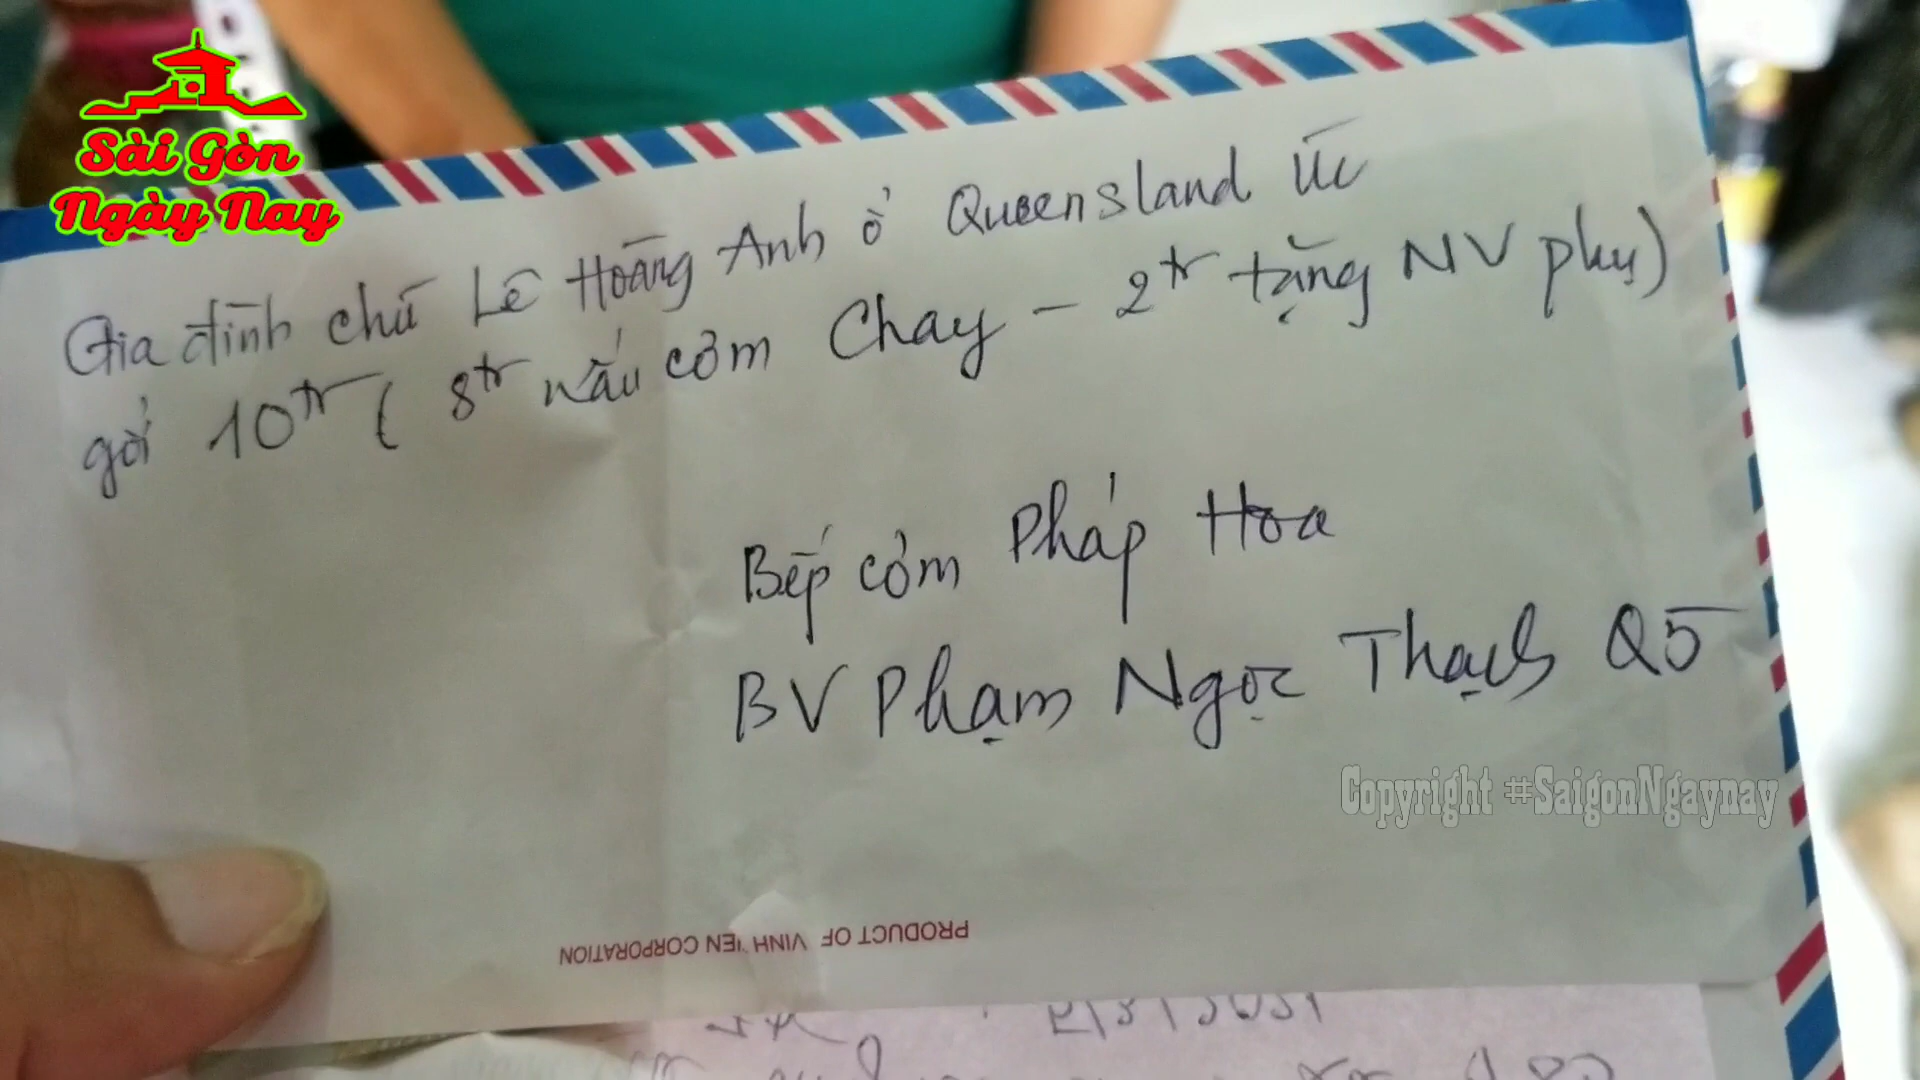 Sài Gòn
Ngày Nay
Gia đình chú Lê Hoàng Anh ở Queensland Úc
gởi 10tr ( 8tr nấu cơm Chay - 2tr tặng NV phụ)
Bếp cơm Pháp Hoa
BV Phạm Ngọc Thạch Q5
Copyright #SaigonNgaynay
PRODUCT OF VINH TIEN CORPORATION